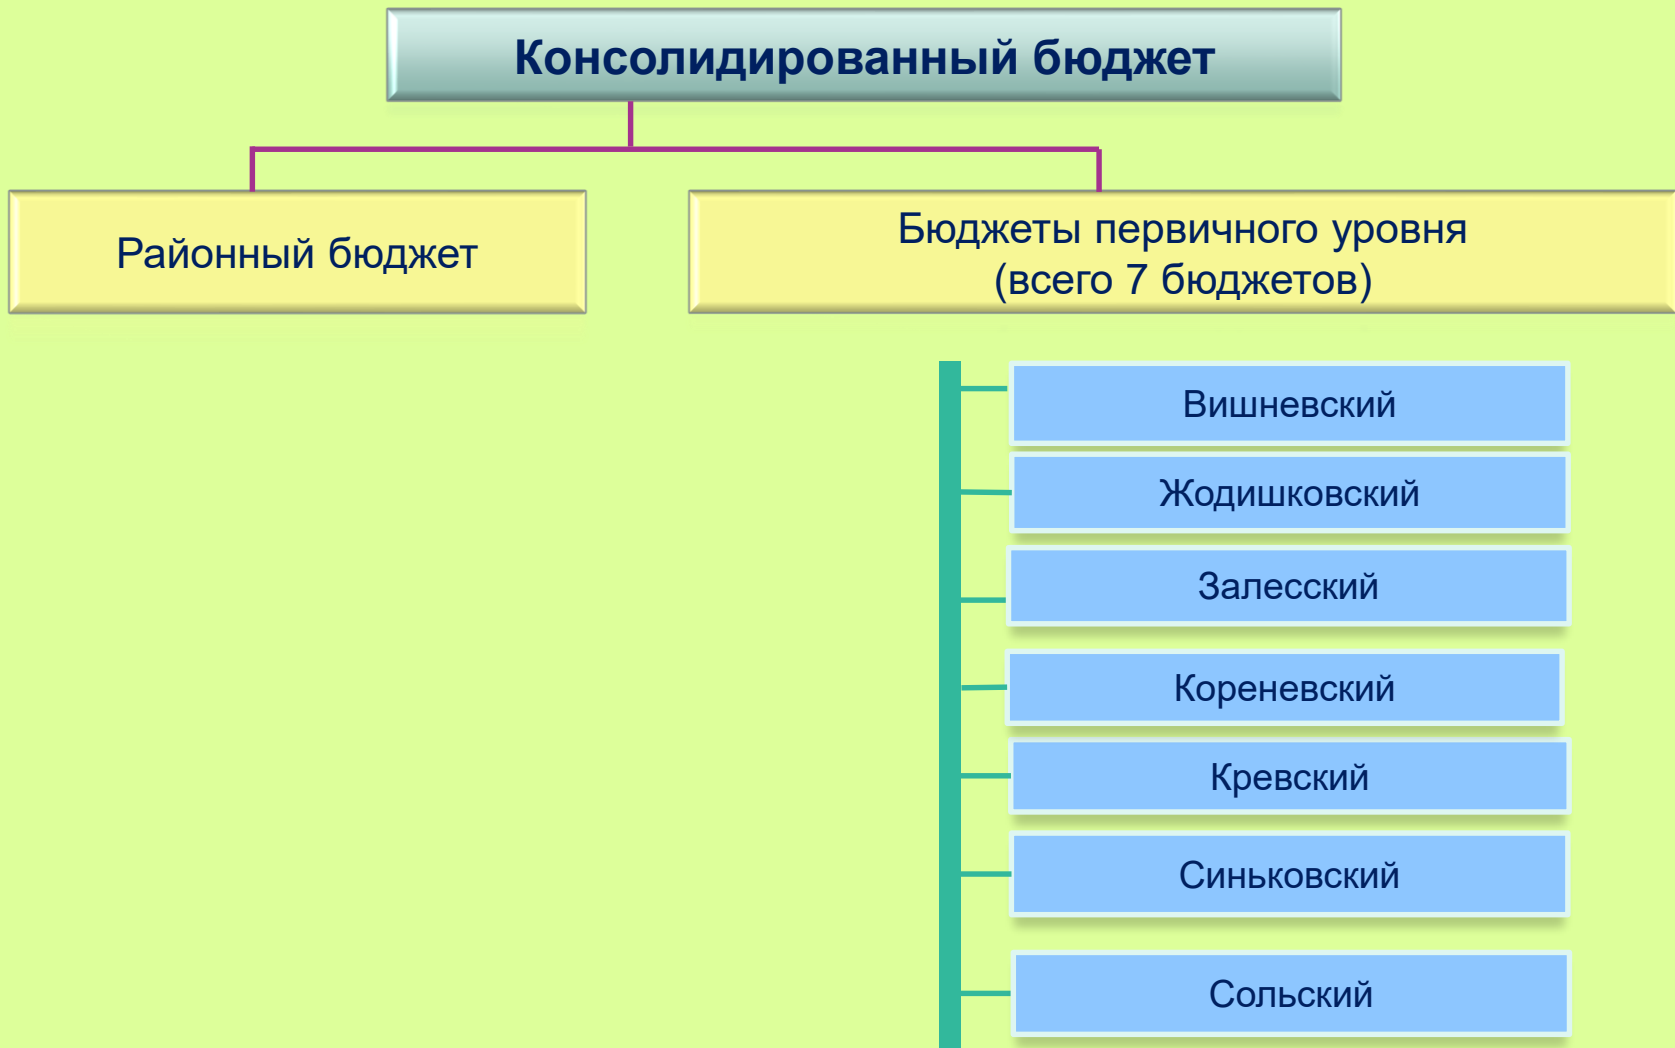 Консолидированный бюджет
Районный бюджет
Бюджеты первичного уровня
(всего 7 бюджетов)
Вишневский
Жодишковский
Залесский
Кореневский
Кревский
Синьковский
Сольский